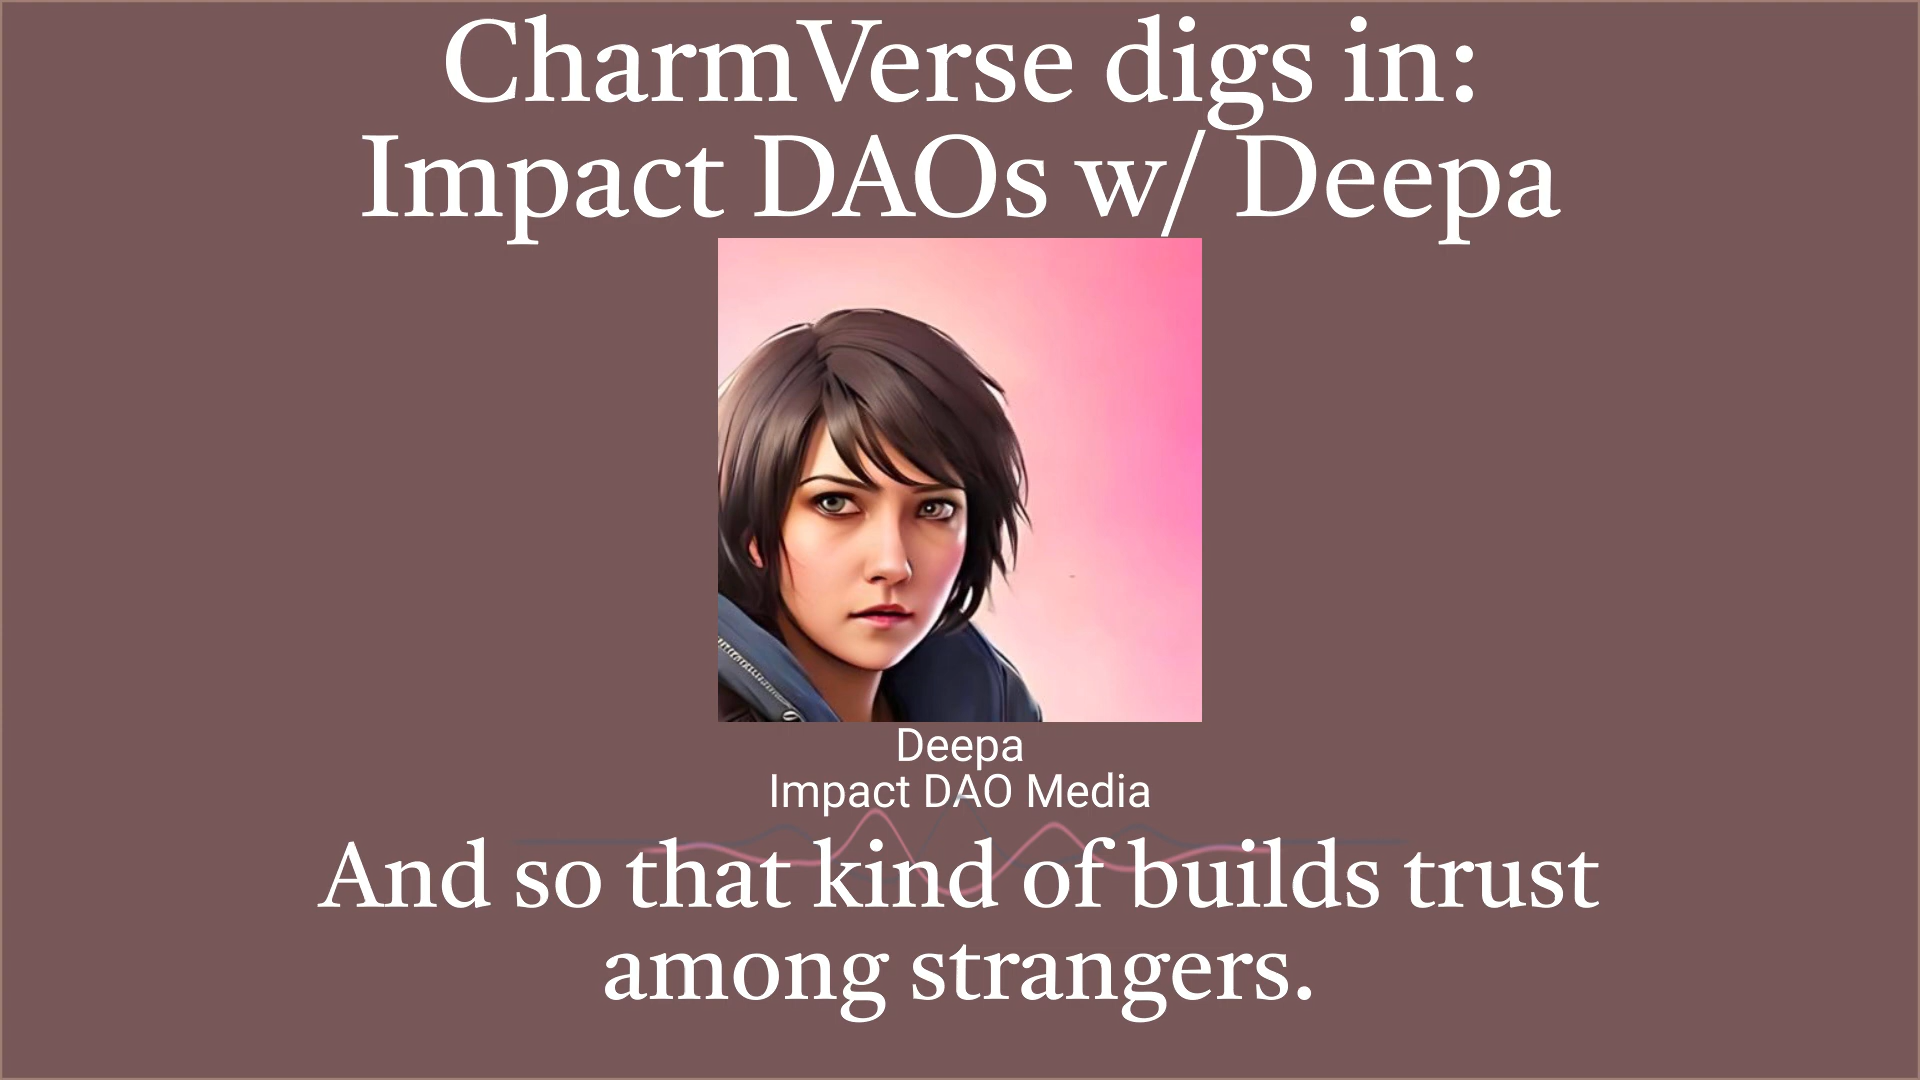 CharmVerse digs in:
Impact DAOs w/ Deepa
Deepa
Impact DAO Media
And so that kind of builds trust
among strangers.